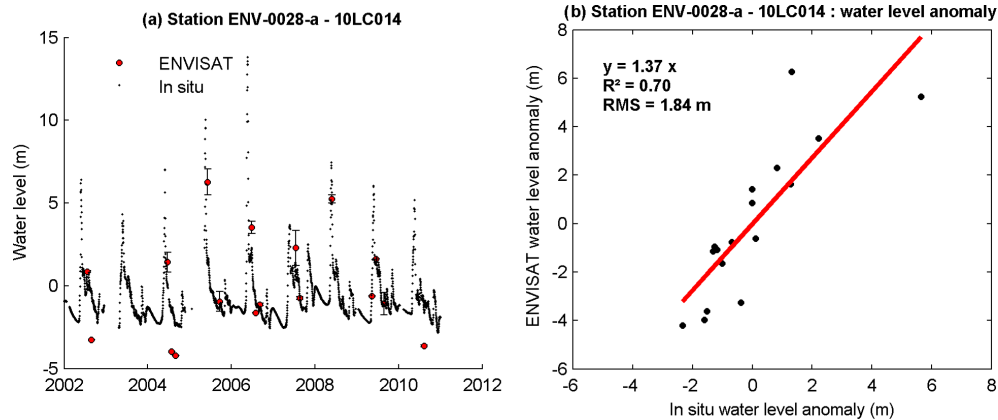 (a) Station ENV-0028-a - 10LC014
Water level (m)
15
10
5
0
-5
ENVISAT
In situ
2002 2004 2006 2008 2010 2012
(b) Station ENV-0028-a - 10LC014 : water level anomaly
ENVISAT water level anomaly (m)
8
6
4
2
0
-2
-4
-6
y = 1.37 x
R² = 0.70
RMS = 1.84 m
-6 -4 -2 0 2 4 6 8
In situ water level anomaly (m)